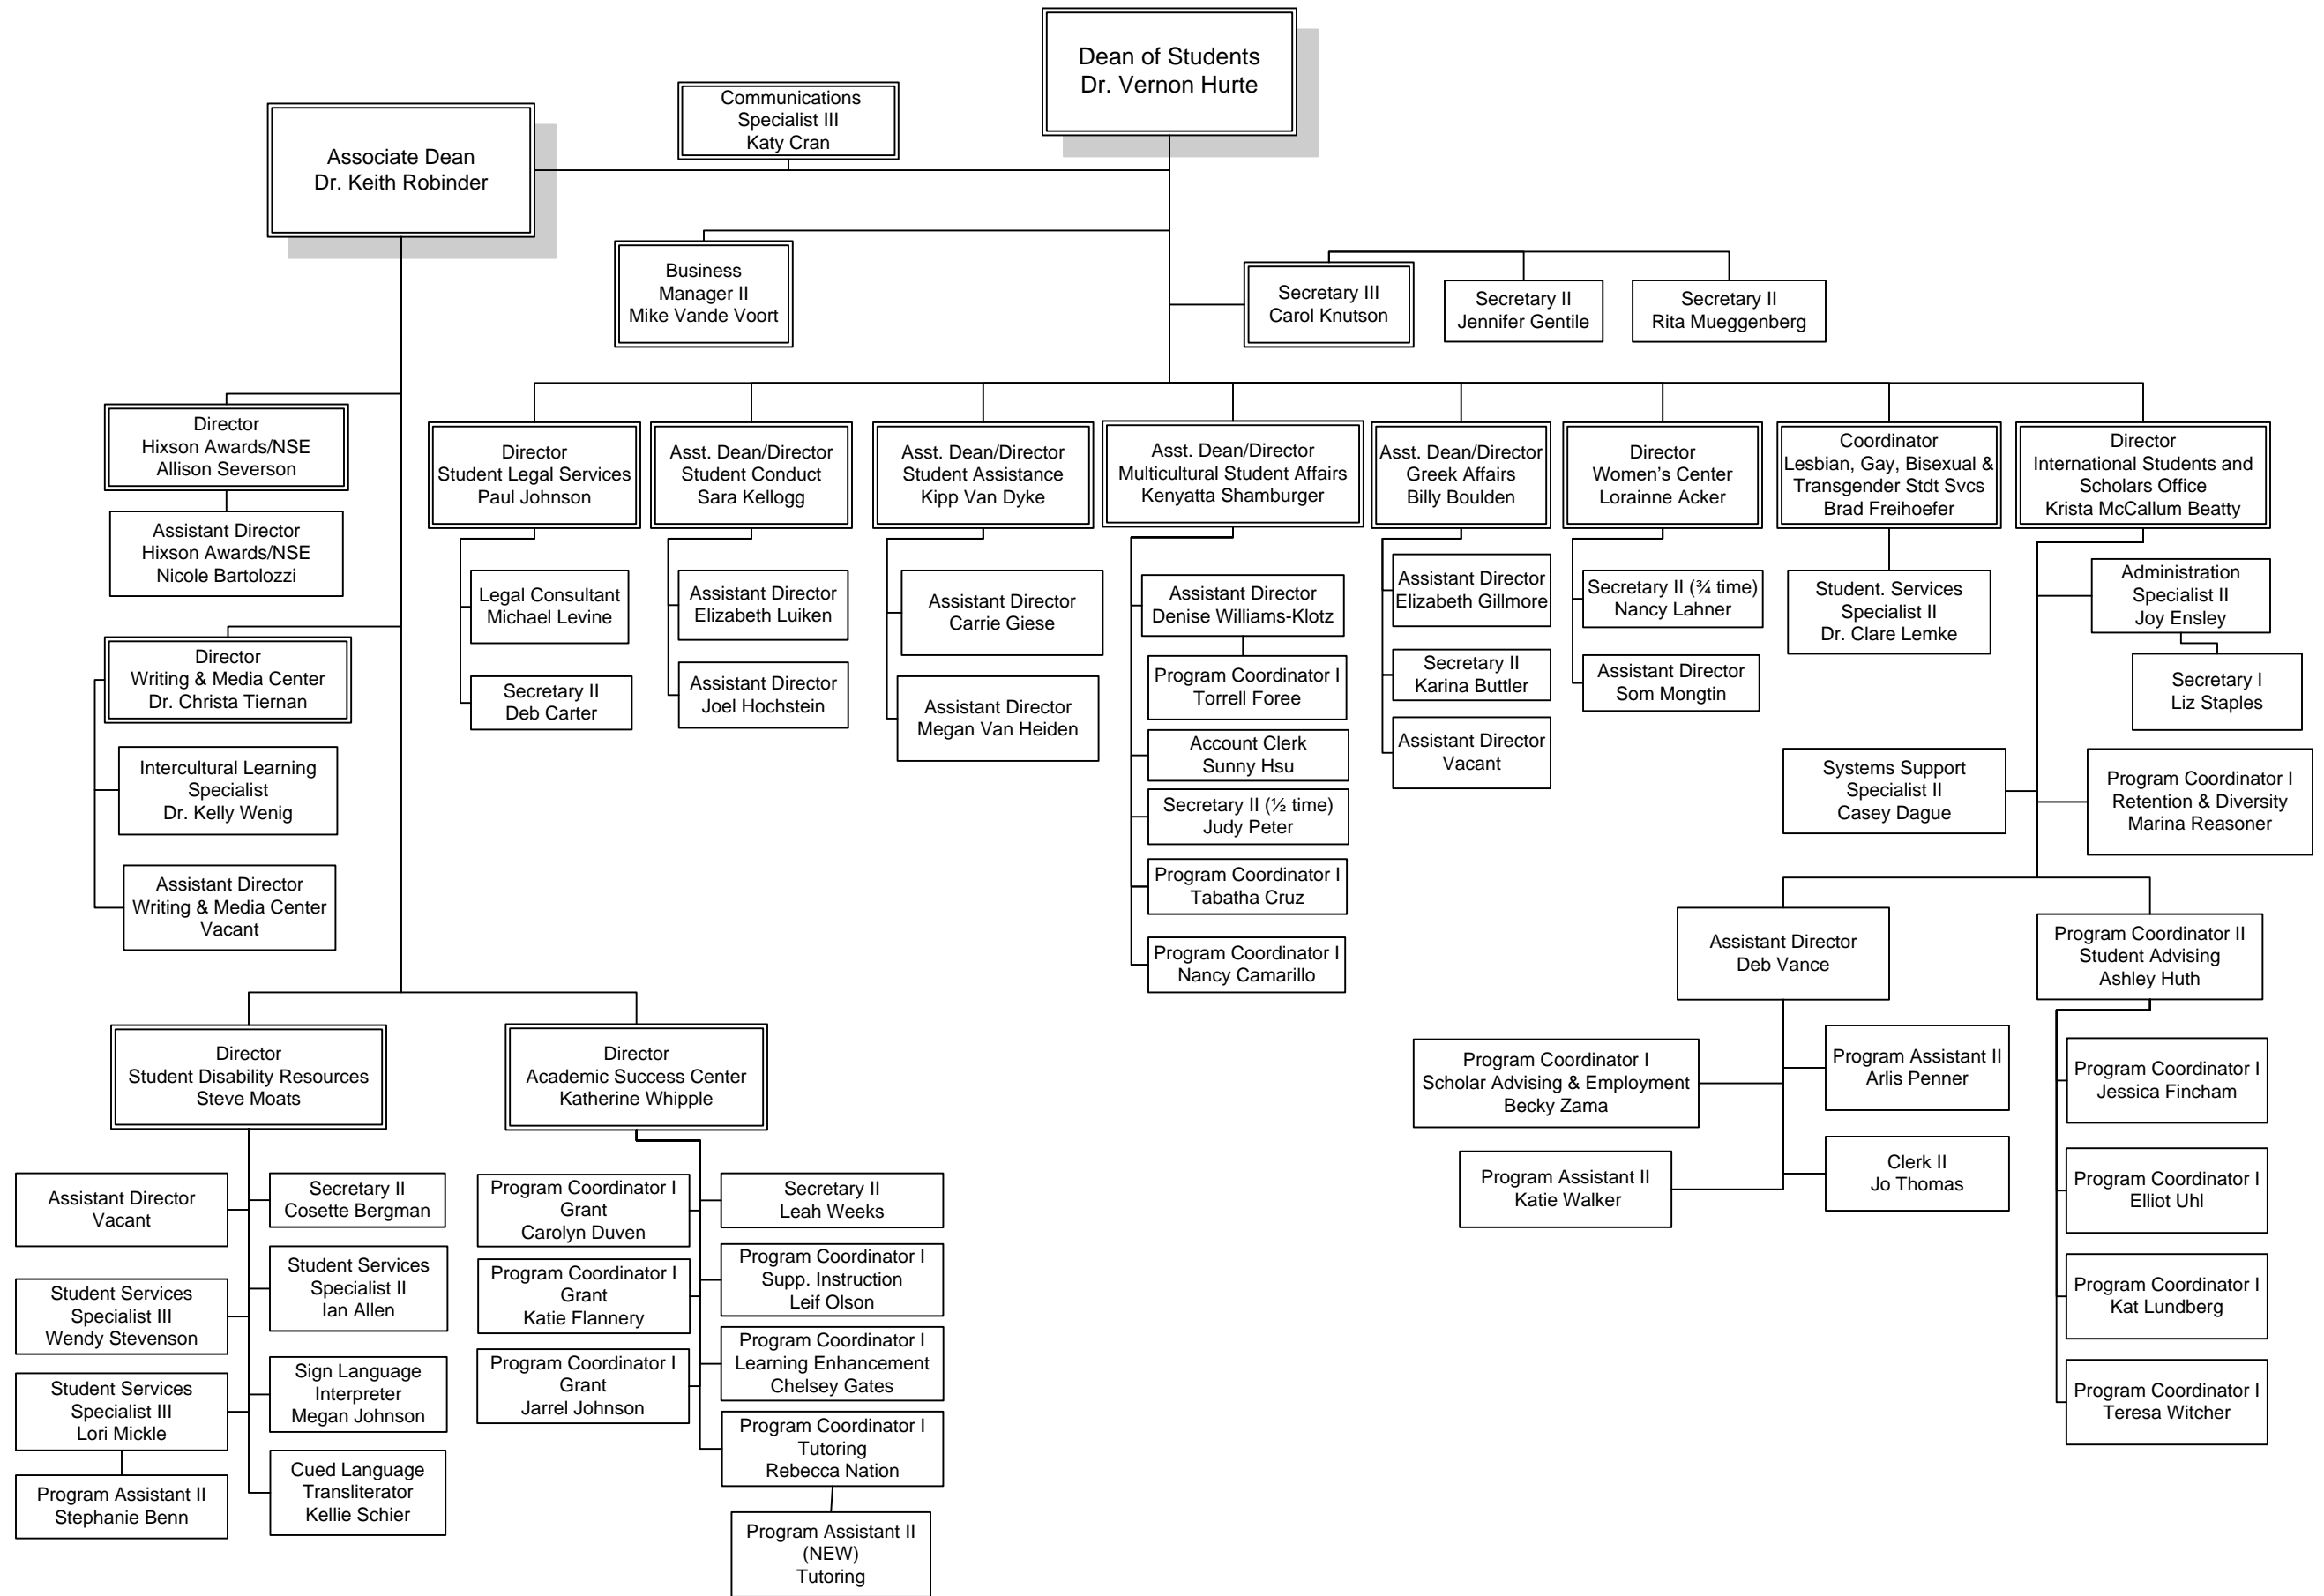 Dean of Students
Dr. Vernon Hurte
Communications
Specialist III
Katy Cran
Associate Dean
Dr. Keith Robinder
Business
Manager II
Mike Vande Voort
Secretary III
Carol Knutson
Secretary II
Jennifer Gentile
Secretary II
Rita Mueggenberg
Director
Hixson Awards/NSE
Allison Severson
Assistant Director
Hixson Awards/NSE
Nicole Bartolozzi
Director
Writing & Media Center
Dr. Christa Tiernan
Intercultural Learning
Specialist
Dr. Kelly Wenig
Assistant Director
Writing & Media Center
Vacant
Director
Student Legal Services
Paul Johnson
Legal Consultant
Michael Levine
Secretary II
Deb Carter
Asst. Dean/Director
Student Conduct
Sara Kellogg
Assistant Director
Elizabeth Luiken
Assistant Director
Joel Hochstein
Asst. Dean/Director
Student Assistance
Kipp Van Dyke
Assistant Director
Carrie Giese
Assistant Director
Megan Van Heiden
Asst. Dean/Director
Multicultural Student Affairs
Kenyatta Shamburger
Assistant Director
Denise Williams-Klotz
Program Coordinator I
Torrell Foree
Account Clerk
Sunny Hsu
Secretary II (½ time)
Judy Peter
Program Coordinator I
Tabatha Cruz
Program Coordinator I
Nancy Camarillo
Asst. Dean/Director
Greek Affairs
Billy Boulden
Assistant Director
Elizabeth Gillmore
Secretary II
Karina Buttler
Assistant Director
Vacant
Director
Women's Center
Lorainne Acker
Secretary II (¾ time)
Nancy Lahner
Assistant Director
Som Mongtin
Coordinator
Lesbian, Gay, Bisexual &
Transgender Stdt Svcs
Brad Freihoefer
Student. Services
Specialist II
Dr. Clare Lemke
Director
International Students and
Scholars Office
Krista McCallum Beatty
Administration
Specialist II
Joy Ensley
Secretary I
Liz Staples
Systems Support
Specialist II
Casey Dague
Program Coordinator I
Retention & Diversity
Marina Reasoner
Assistant Director
Deb Vance
Program Coordinator II
Student Advising
Ashley Huth
Program Coordinator I
Scholar Advising & Employment
Becky Zama
Program Assistant II
Arlis Penner
Program Assistant II
Katie Walker
Clerk II
Jo Thomas
Program Coordinator I
Jessica Fincham
Program Coordinator I
Elliot Uhl
Program Coordinator I
Kat Lundberg
Program Coordinator I
Teresa Witcher
Director
Student Disability Resources
Steve Moats
Assistant Director
Vacant
Secretary II
Cosette Bergman
Student Services
Specialist III
Wendy Stevenson
Student Services
Specialist II
Ian Allen
Student Services
Specialist III
Lori Mickle
Sign Language
Interpreter
Megan Johnson
Program Assistant II
Stephanie Benn
Cued Language
Transliterator
Kellie Schier
Director
Academic Success Center
Katherine Whipple
Program Coordinator I
Grant
Carolyn Duven
Secretary II
Leah Weeks
Program Coordinator I
Grant
Katie Flannery
Program Coordinator I
Supp. Instruction
Leif Olson
Program Coordinator I
Grant
Jarrel Johnson
Program Coordinator I
Learning Enhancement
Chelsey Gates
Program Coordinator I
Tutoring
Rebecca Nation
Program Assistant II
(NEW)
Tutoring